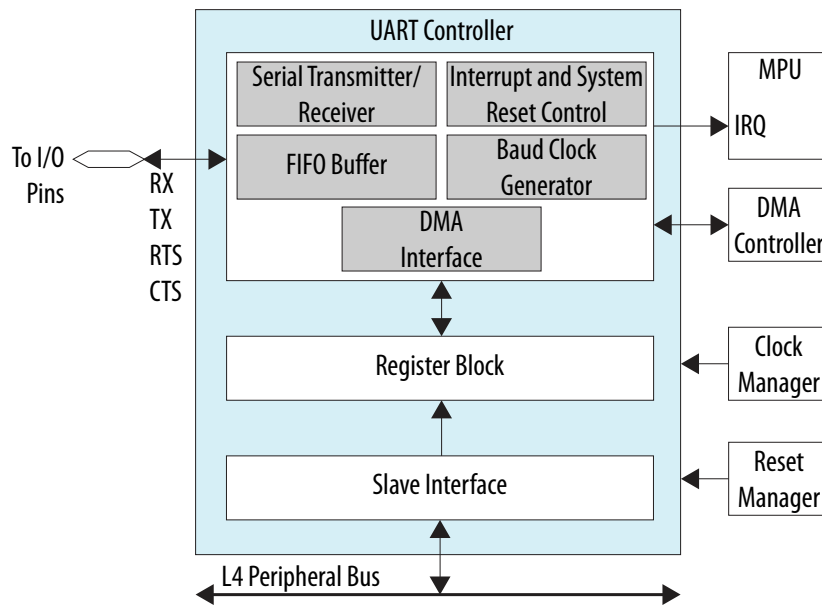 UART Controller
Serial Transmitter/
Receiver
Interrupt and System
Reset Control
FIFO Buffer
Baud Clock
Generator
DMA
Interface
MPU
IRQ
To I/O
Pins
RX
TX
RTS
CTS
DMA
Controller
Register Block
Clock
Manager
Slave Interface
Reset
Manager
L4 Peripheral Bus